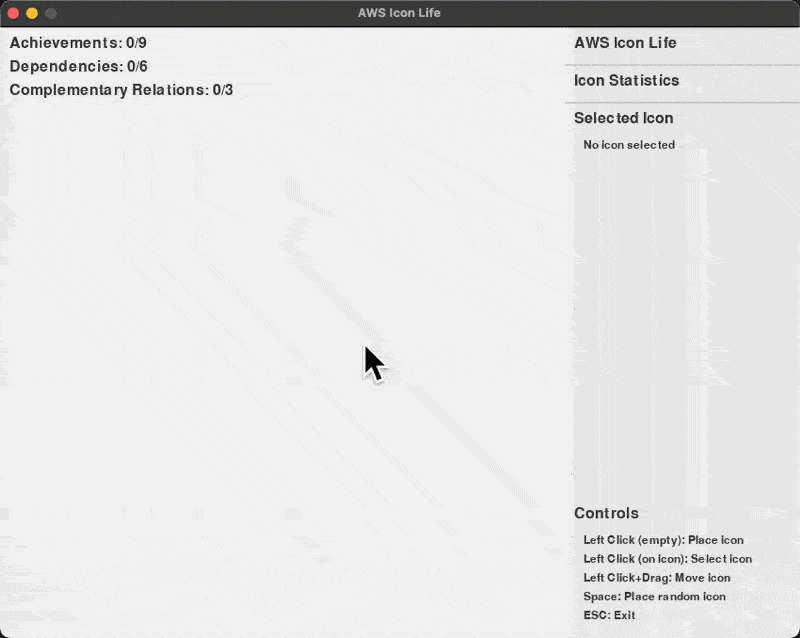 AWS Icon Life
Achievements: 0/9
Dependencies: 0/6
Complementary Relations: 0/3
AWS Icon Life
Icon Statistics
Selected Icon
No icon selected
Controls
Left Click (empty): Place icon
Left Click (on icon): Select icon
Left Click+Drag: Move icon
Space: Place random icon
ESC: Exit